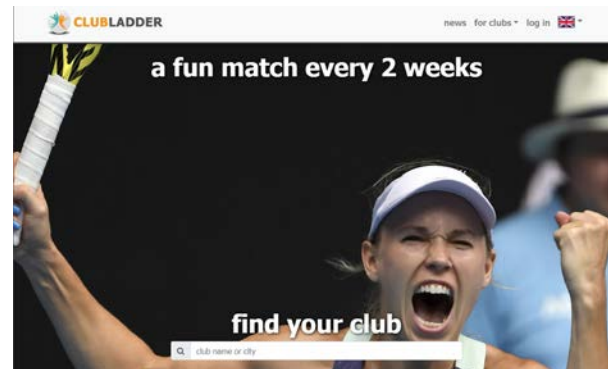 CLUBLADDER
news for clubs log in
a fun match every 2 weeks
find your club
club name or city